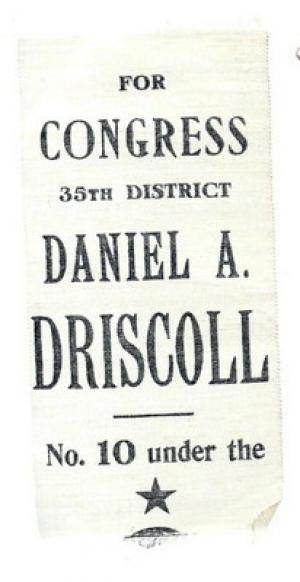 FOR
CONGRESS
35TH DISTRICT
DANIEL A.
DRISCOLL
No. 10 under the